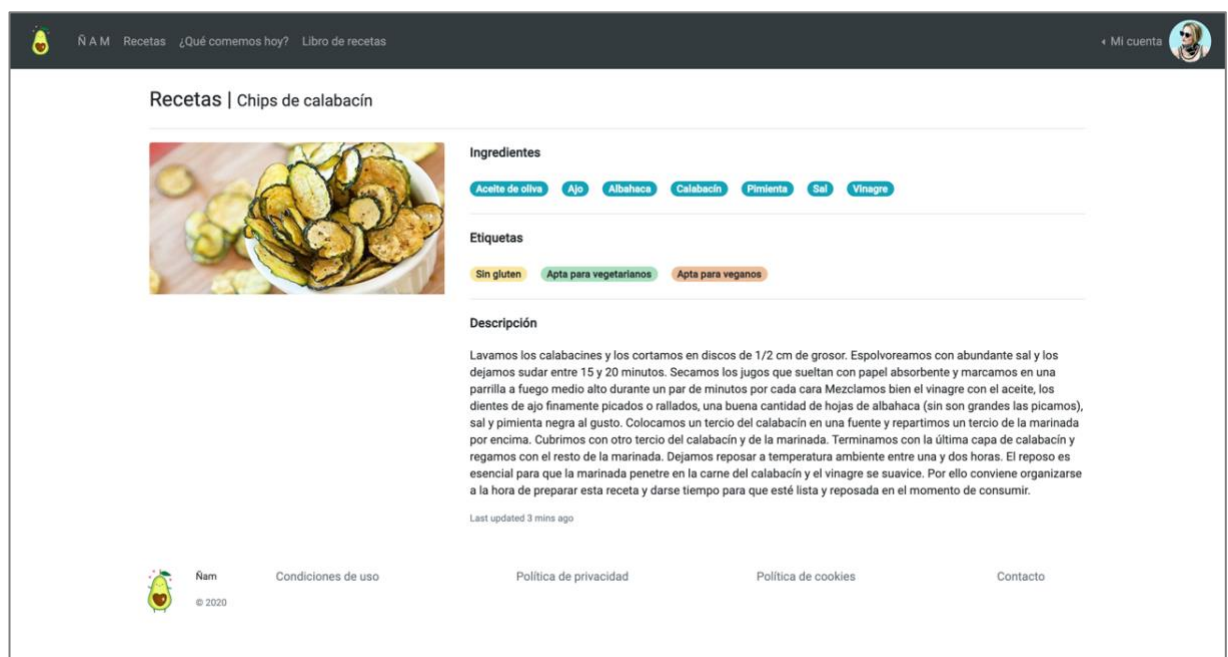 Ñ A M Recetas ¿Qué comemos hoy? Libro de recetas Mi cuenta
Recetas | Chips de calabacín
Ingredientes
Aceite de oliva Ajo Albahaca Calabacín Pimienta Sal Vinagre
Etiquetas
Sin gluten Apta para vegetarianos Apta para veganos
Descripción
Lavamos los calabacines y los cortamos en discos de 1/2 cm de grosor. Espolvoreamos con abundante sal y los
dejamos sudar entre 15 y 20 minutos. Secamos los jugos que sueltan con papel absorbente y marcamos en una
parrilla a fuego medio alto durante un par de minutos por cada cara Mezclamos bien el vinagre con el aceite, los
dientes de ajo finamente picados o rallados, una buena cantidad de hojas de albahaca (sin son grandes las picamos),
sal y pimienta negra al gusto. Colocamos un tercio del calabacín en una fuente y repartimos un tercio de la marinada
por encima. Cubrimos con otro tercio del calabacín y de la marinada. Terminamos con la última capa de calabacín y
regamos con el resto de la marinada. Dejamos reposar a temperatura ambiente entre una y dos horas. El reposo es
esencial para que la marinada penetre en la carne del calabacín y el vinagre se suavice. Por ello conviene organizarse
a la hora de preparar esta receta y darse tiempo para que esté lista y reposada en el momento de consumir.
Last updated 3 mins ago
Ñam Condiciones de uso Política de privacidad Política de cookies Contacto
© 2020